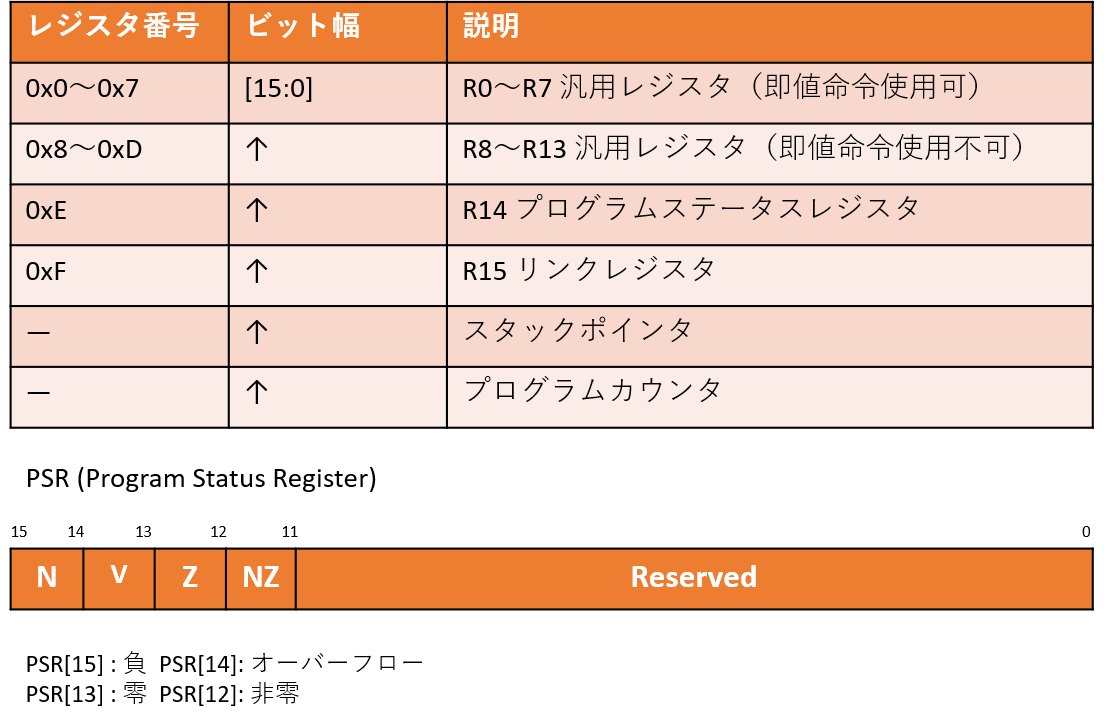 レジスタ番号 ビット幅 説明
0x0～0x7 [15:0] R0～R7 汎用レジスタ（即値命令使用可）
0x8～0xD ↑ R8～R13 汎用レジスタ（即値命令使用不可）
0xE ↑ R14 プログラムステータスレジスタ
0xF ↑ R15 リンクレジスタ
— ↑ スタックポインタ
— ↑ プログラムカウンタ
PSR (Program Status Register)
15 14 13 12 11 0
N V Z NZ Reserved
PSR[15] : 負 PSR[14]: オーバーフロー
PSR[13] : 零 PSR[12]: 非零